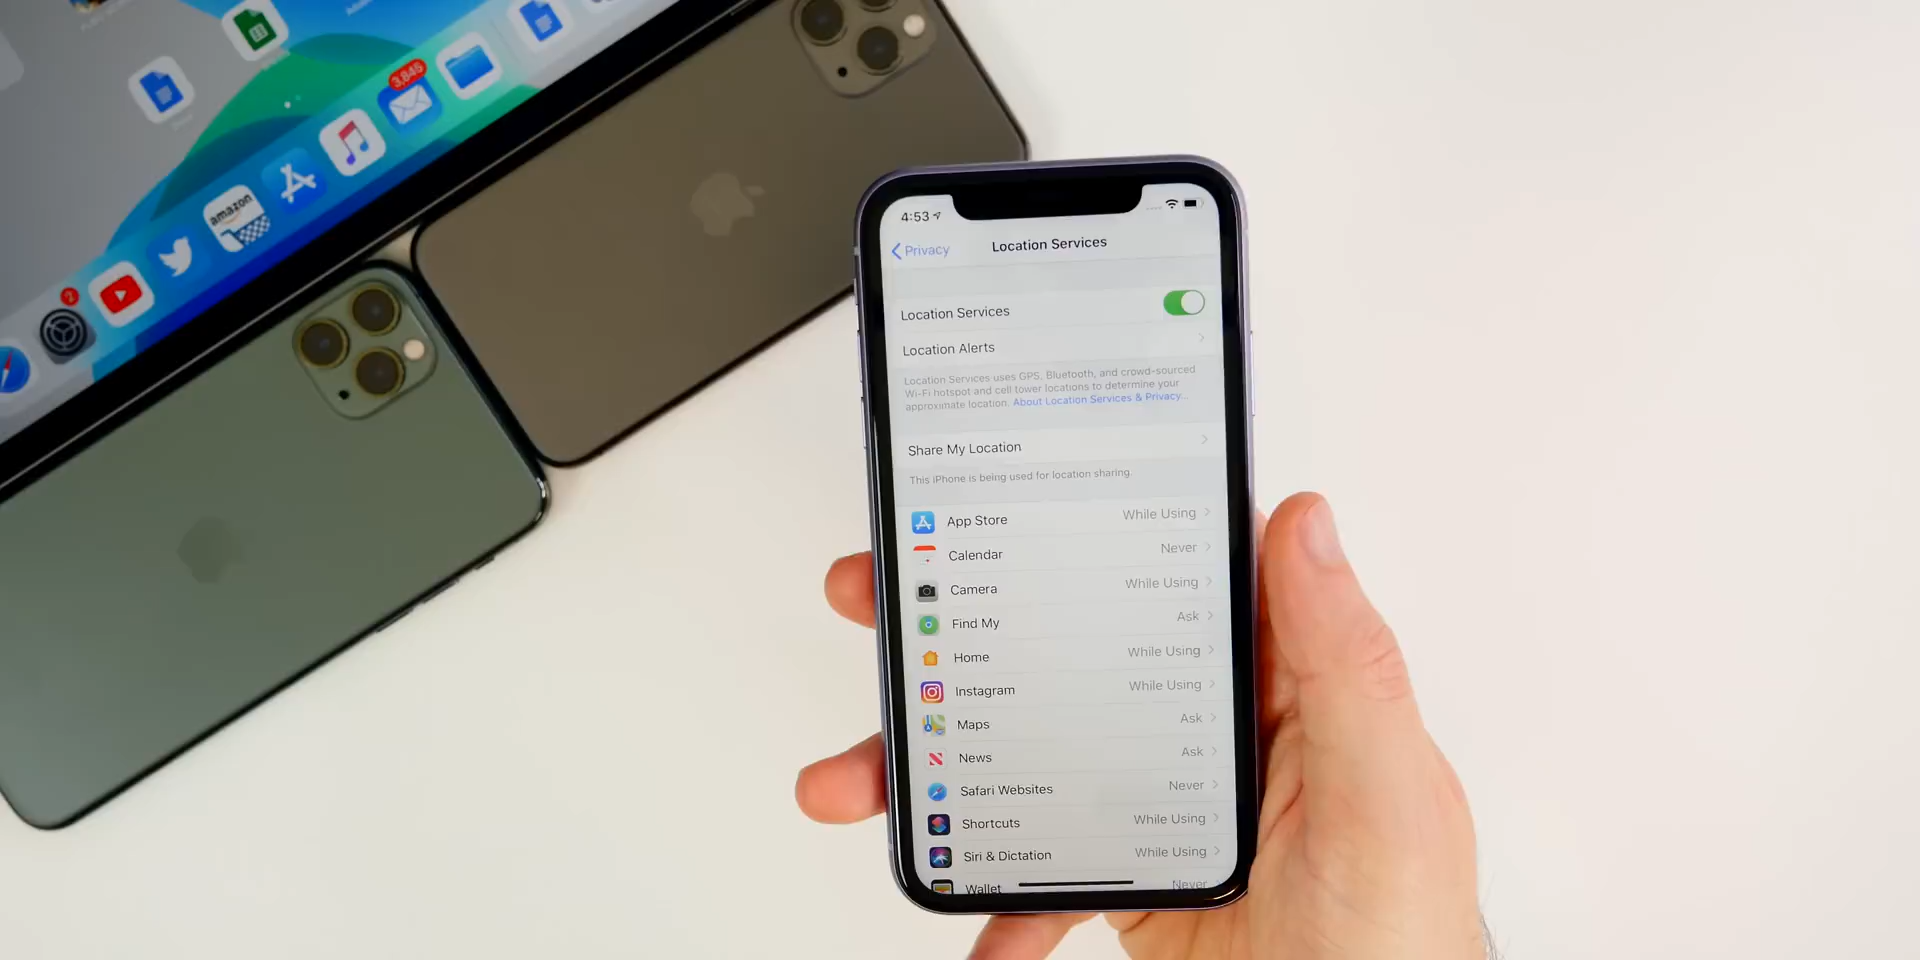 3,845
amazon
2
4:53
Privacy
Location Services
Location Services
Location Alerts
Location Services uses GPS, Bluetooth, and crowd-sourced
Wi-Fi hotspot and cell tower locations to determine your
approximate location. About Location Services & Privacy...
Share My Location
This iPhone is being used for location sharing.
App Store While Using
Calendar Never
Camera While Using
Find My Ask
Home While Using
Instagram While Using
Maps Ask
News Ask
Safari Websites Never
Shortcuts While Using
Siri & Dictation While Using
Wallet Never